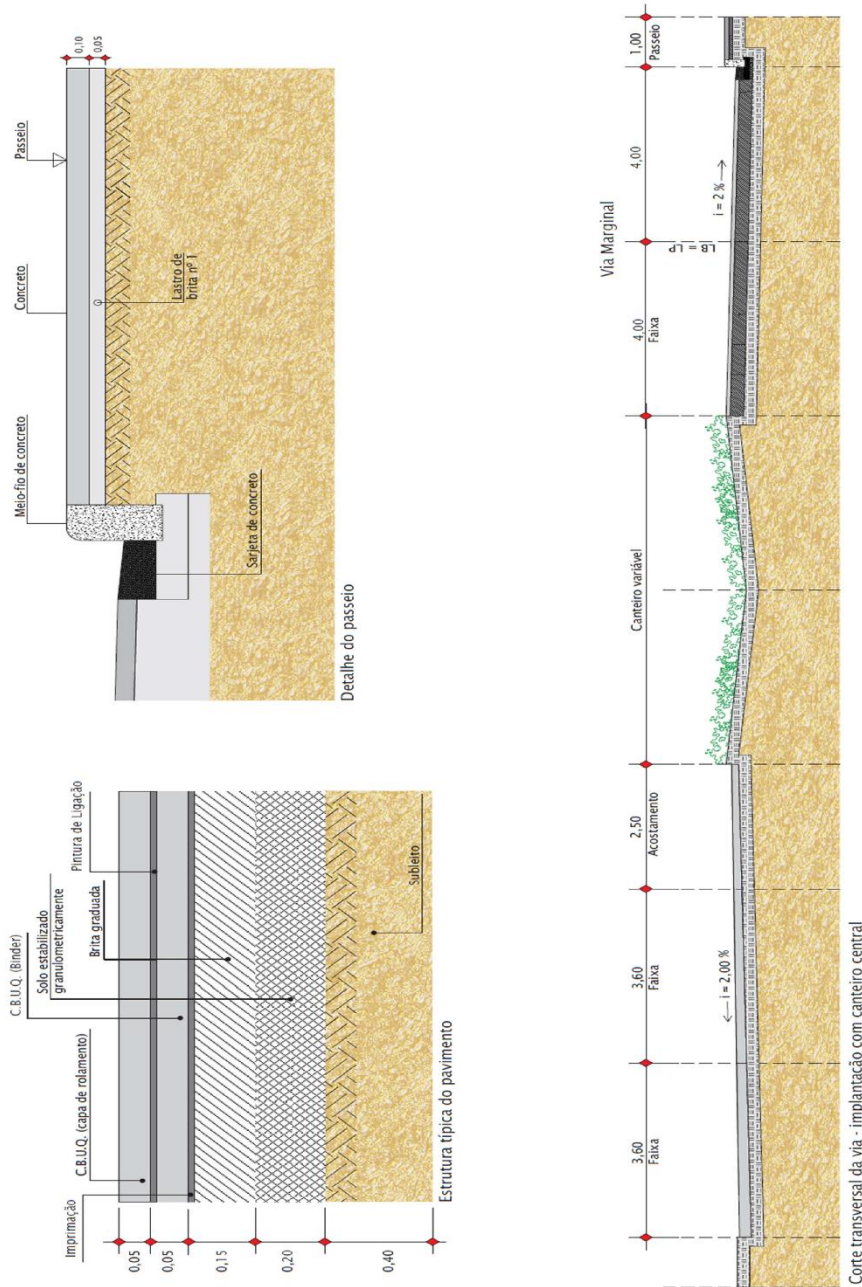 C.B.U.Q. (capa de rolamento)
C.B.U.Q. (Binder)
Solo estabilizado
granulometricamente
Brita graduada
Pintura de Ligação
Imprimação
0,05
0,05
0,15
0,20
0,40
Subleito
Estrutura típica do pavimento
Meio-fio de concreto
Concreto
Passeio
0,10
0,05
Lastro de
brita nº 1
Sarjeta de concreto
Detalhe do passeio
Via Marginal
3,60
Faixa
3,60
Faixa
2,50
Acostamento
Canteiro variável
4,00
Faixa
4,00
1,00
Passeio
i = 2,00 %
LB = LP
i = 2 %
Corte transversal da via - implantação com canteiro central